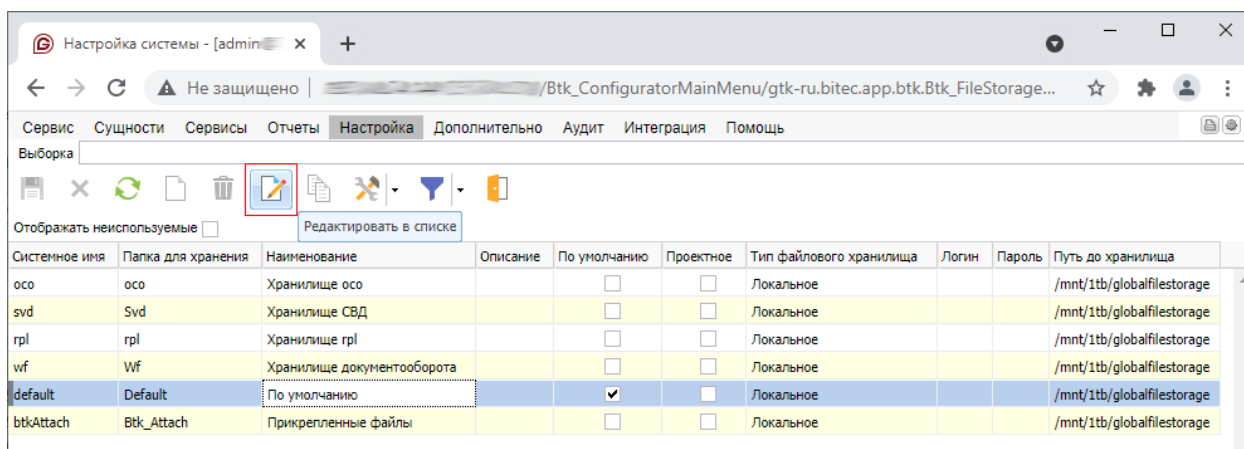 Настройка системы - [admin
Не защищено | /Btk_ConfiguratorMainMenu/gtk-ru.bitec.app.btk.Btk_FileStorage...
Сервис Сущности Сервисы Отчеты Настройка Дополнительно Аудит Интеграция Помощь
Выборка
Отображать неиспользуемые Редактировать в списке
Системное имя Папка для хранения Наименование Описание По умолчанию Проектное Тип файлового хранилища Логин Пароль Путь до хранилища
oco oco Хранилище oco Локальное /mnt/1tb/globalfilestorage
svd Svd Хранилище СВД Локальное /mnt/1tb/globalfilestorage
rpl rpl Хранилище rpl Локальное /mnt/1tb/globalfilestorage
wf Wf Хранилище документооборота Локальное /mnt/1tb/globalfilestorage
default Default По умолчанию Локальное /mnt/1tb/globalfilestorage
btkAttach Btk_Attach Прикрепленные файлы Локальное /mnt/1tb/globalfilestorage